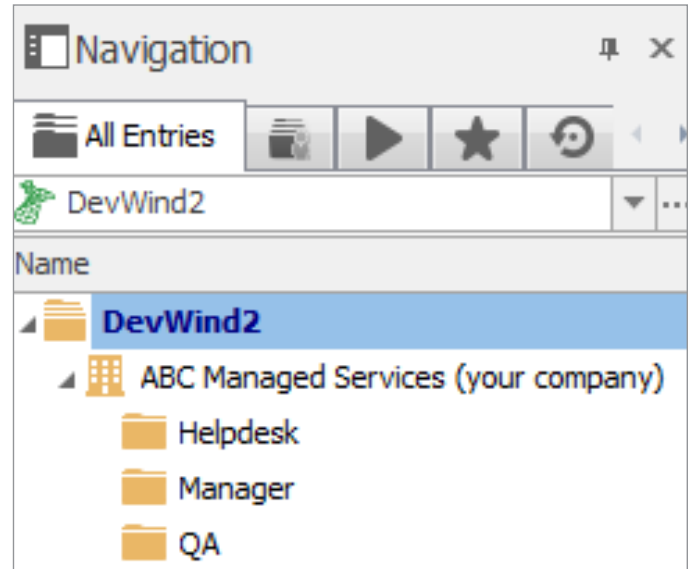 Navigation
All Entries
DevWind2
Name
DevWind2
ABC Managed Services (your company)
Helpdesk
Manager
QA